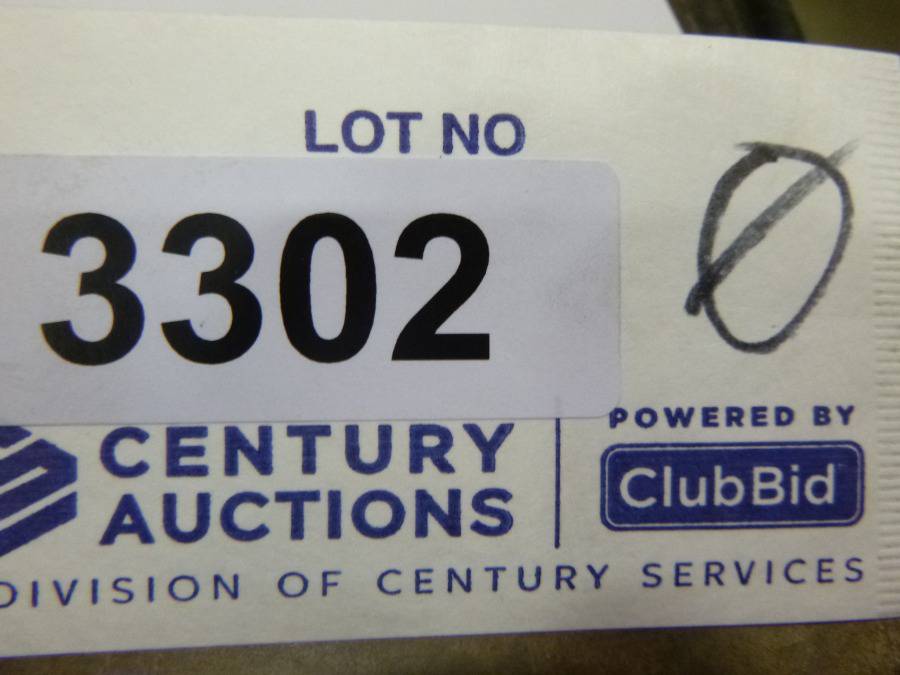 LOT NO
3302
Ø
CENTURY
AUCTIONS
POWERED BY
ClubBid
DIVISION OF CENTURY SERVICES